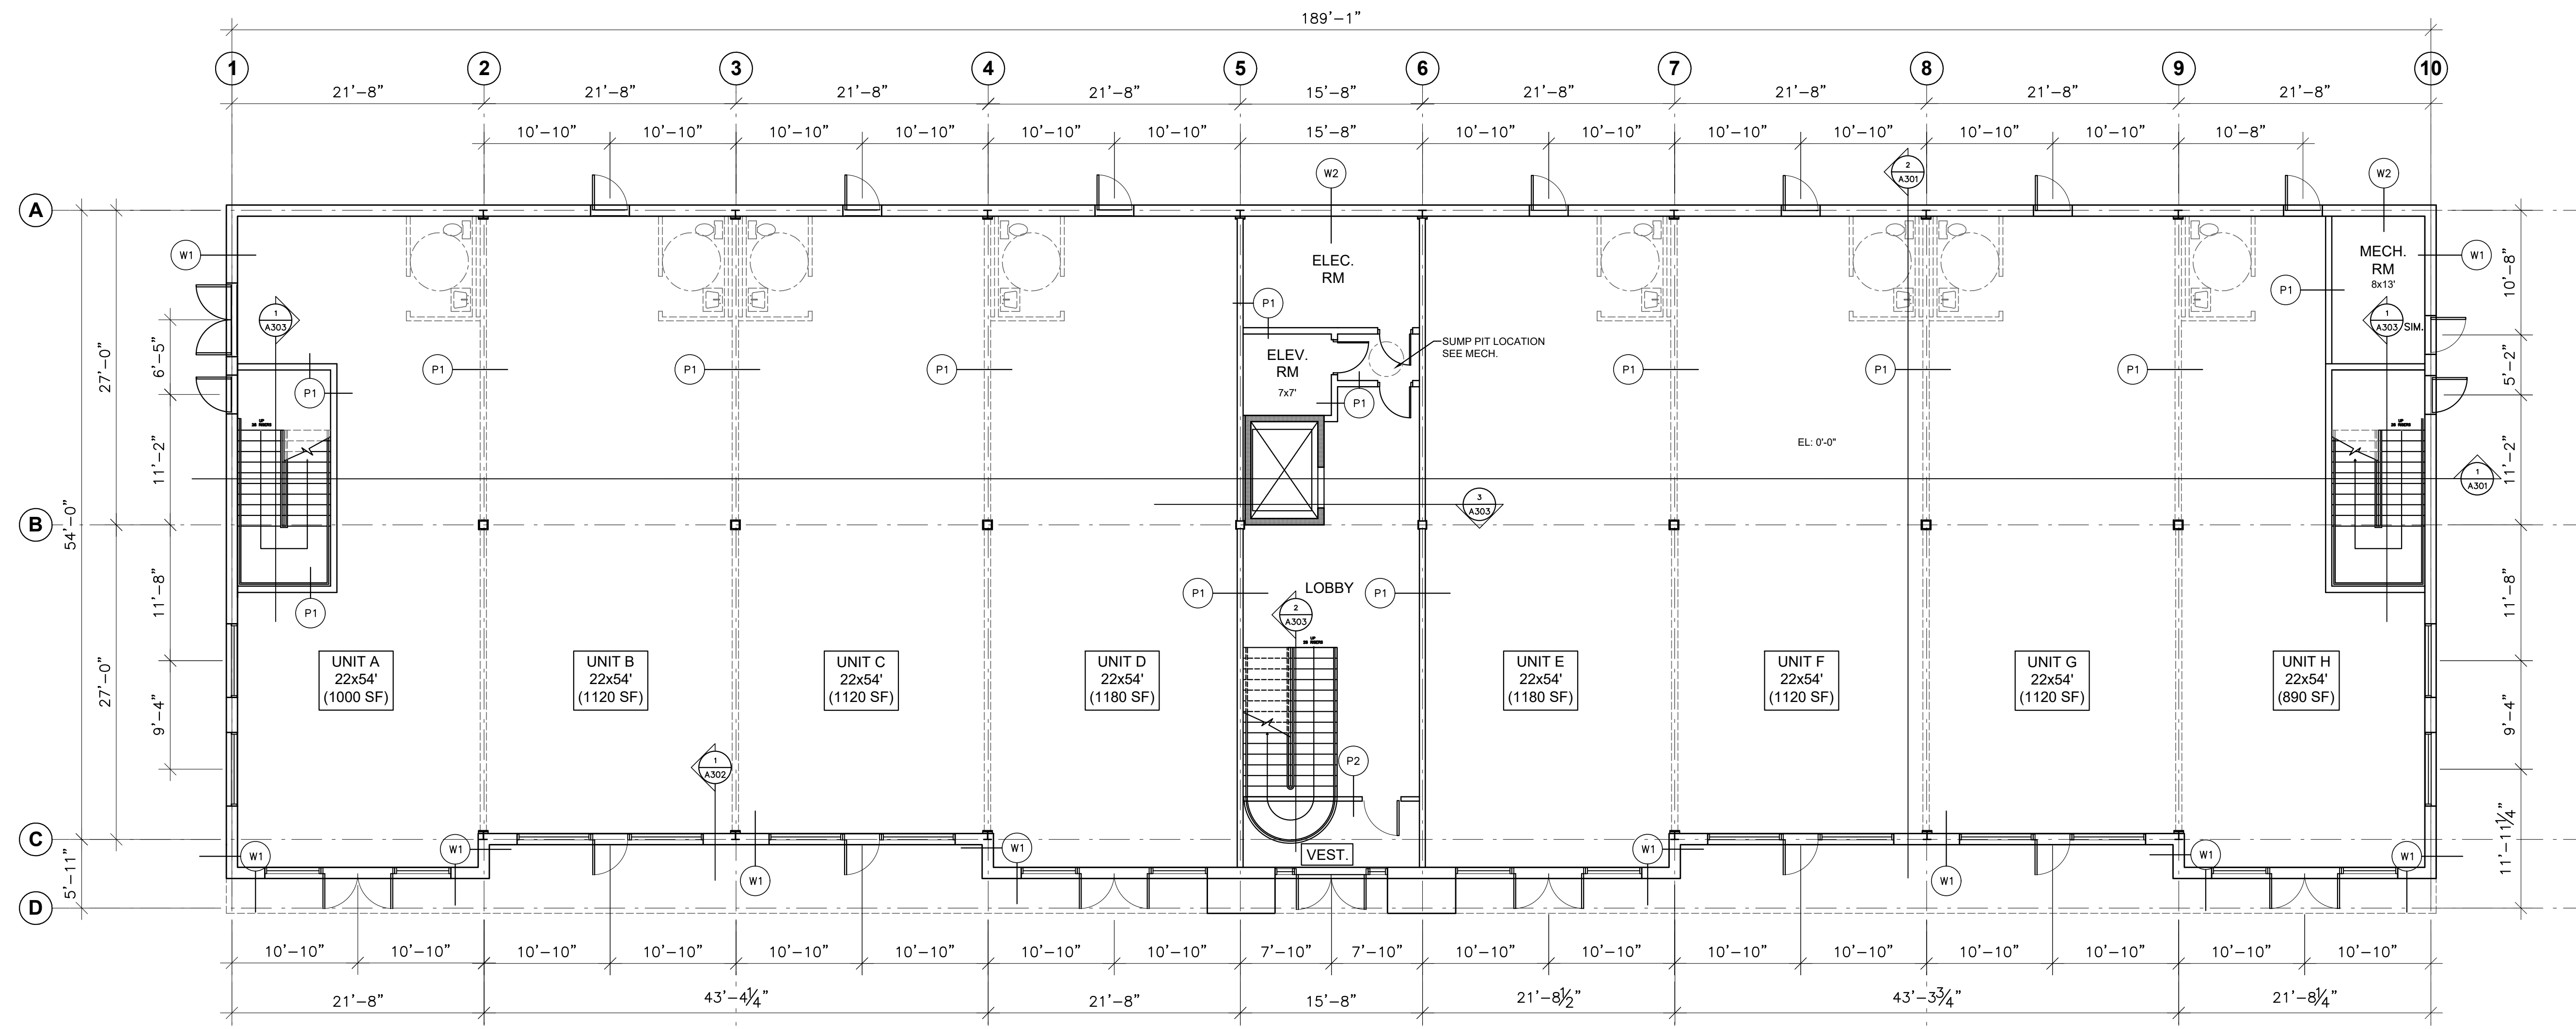 189'-1"
1 2 3 4 5 6 7 8 9 10
21'-8" 21'-8" 21'-8" 21'-8" 15'-8" 21'-8" 21'-8" 21'-8" 21'-8"
10'-10" 10'-10" 10'-10" 10'-10" 10'-10" 10'-10" 15'-8" 10'-10" 10'-10" 10'-10" 10'-10" 10'-10" 10'-10" 10'-8"
2
A301
W2
W2
A
W1
ELEC.
RM
MECH.
RM
8x13'
W1
10'-8"
P1
P1
1
A303
1
A303
SIM.
SUMP PIT LOCATION
SEE MECH.
ELEV.
RM
7x7'
27'-0"
6'-5"
5'-2"
P1
P1
P1
P1
P1
P1
P1
P1
UP
28 RISERS
UP
28 RISERS
EL: 0'-0"
11'-2"
11'-2"
1
A301
3
A303
B
54'-0"
11'-8"
11'-8"
P1
P1
P1
LOBBY
2
A303
UP
28 RISERS
UNIT A
22x54'
(1000 SF)
UNIT B
22x54'
(1120 SF)
UNIT C
22x54'
(1120 SF)
UNIT D
22x54'
(1180 SF)
UNIT E
22x54'
(1180 SF)
UNIT F
22x54'
(1120 SF)
UNIT G
22x54'
(1120 SF)
UNIT H
22x54'
(890 SF)
27'-0"
9'-4"
9'-4"
1
A302
P2
C
W1
W1
W1
W1
W1
W1
W1
W1
VEST.
5'-11"
11'-11¼"
D
10'-10" 10'-10" 10'-10" 10'-10" 10'-10" 10'-10" 10'-10" 10'-10" 7'-10" 7'-10" 10'-10" 10'-10" 10'-10" 10'-10" 10'-10" 10'-10" 10'-10" 10'-10"
21'-8" 43'-4¼" 21'-8" 15'-8" 21'-8½" 43'-3¾" 21'-8¼"